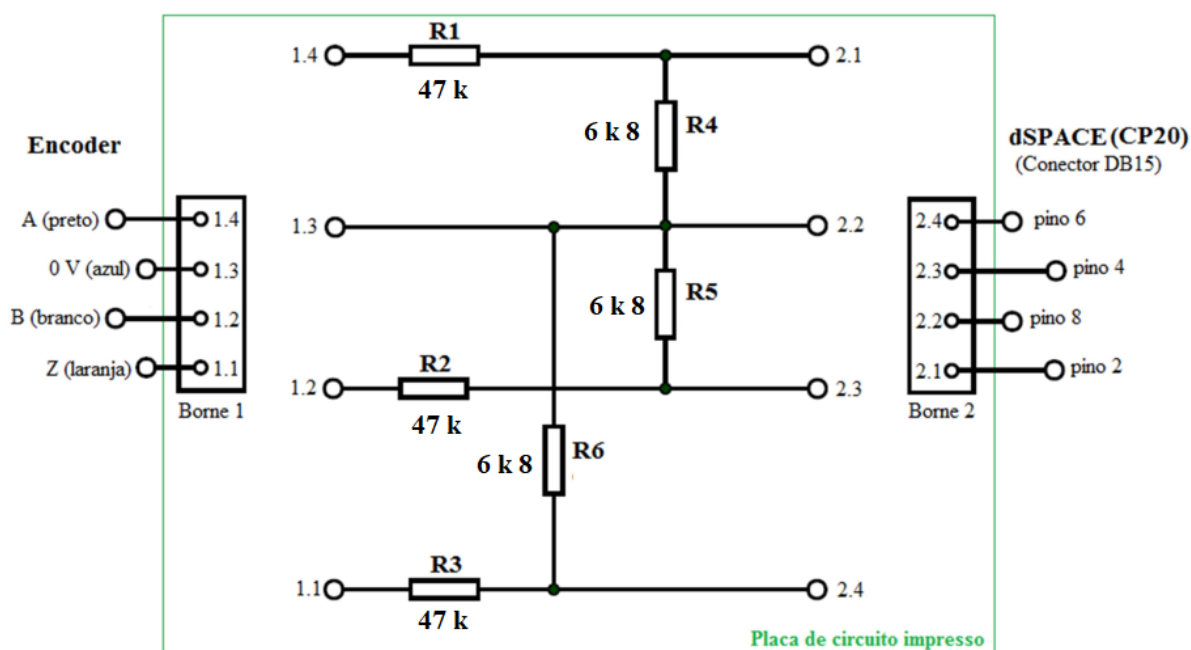 R1
1.4
2.1
47 k
6 k 8
R4
Encoder
dSPACE (CP20)
(Conector DB15)
A (preto)
1.4
1.3
2.2
2.4
pino 6
0 V (azul)
1.3
2.3
pino 4
6 k 8
R5
B (branco)
1.2
2.2
pino 8
Z (laranja)
1.1
R2
2.1
pino 2
1.2
2.3
Borne 1
Borne 2
47 k
6 k 8
R6
R3
1.1
2.4
47 k
Placa de circuito impresso